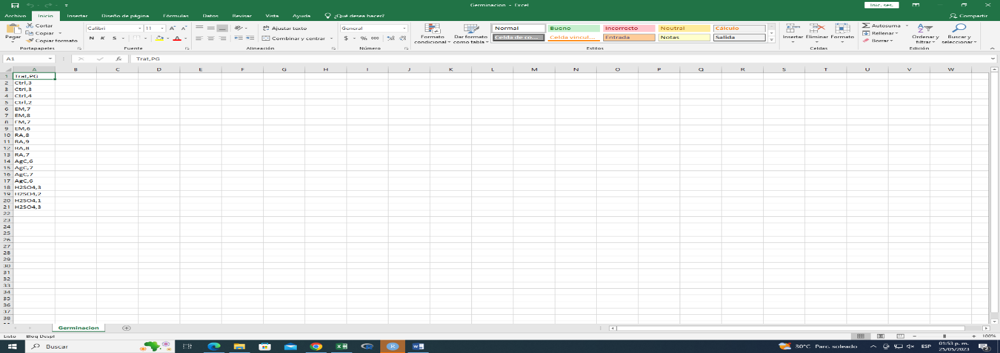 Germinacion - Excel
Inic. ses.
Archivo Inicio Insertar Diseño de página Fórmulas Datos Revisar Vista Ayuda ¿Qué desea hacer? Compartir
Pegar
Cortar
Copiar
Copiar formato
Portapapeles
Calibri 11 A A
N K S A
Fuente
ab Ajustar texto
Combinar y centrar
Alineación
General
$ % 000
Número
Formato condicional
Dar formato como tabla
Normal Bueno Incorrecto Neutral Cálculo
Celda de co... Celda vincul... Entrada Notas Salida
Estilos
Insertar Eliminar Formato
Celdas
Autosuma
Rellenar
Borrar
Ordenar y filtrar
Buscar y seleccionar
Edición
A1 fx Trat,PG
A B C D E F G H I J K L M N O P Q R S T U V W
1 Trat,PG
2 Ctrl,3
3 Ctrl,3
4 Ctrl,4
5 Ctrl,2
6 EM,7
7 EM,8
8 EM,7
9 EM,6
10 RA,8
11 RA,9
12 RA,8
13 RA,7
14 AgC,6
15 AgC,7
16 AgC,7
17 AgC,6
18 H2SO4,3
19 H2SO4,2
20 H2SO4,1
21 H2SO4,3
22
23
24
25
26
27
28
29
30
31
32
33
34
35
36
37
38
Germinacion
Listo Bloq Despl 100%
Buscar
30°C Parc. soleado ESP 01:53 p. m.
25/05/2023